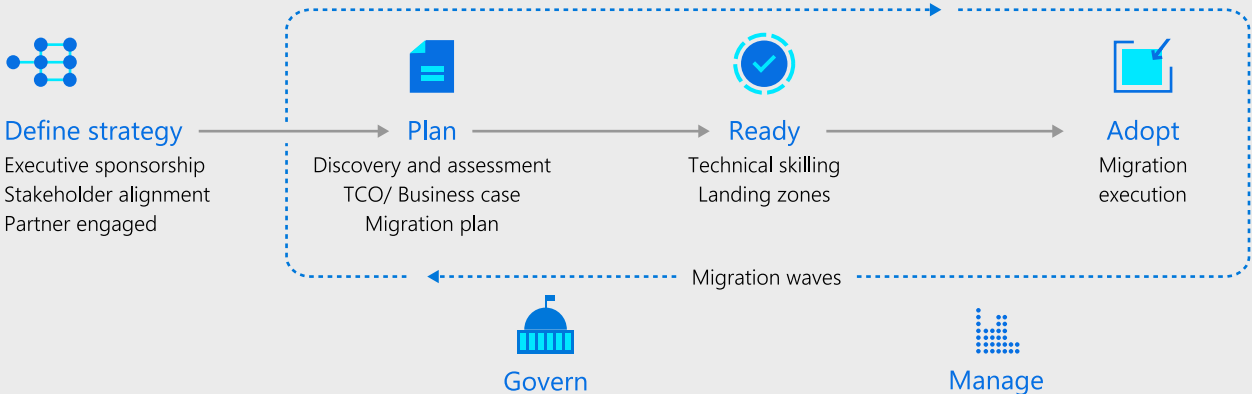 Define strategy
Executive sponsorship
Stakeholder alignment
Partner engaged
Plan
Discovery and assessment
TCO/ Business case
Migration plan
Ready
Technical skilling
Landing zones
Adopt
Migration
execution
Migration waves
Govern
Manage